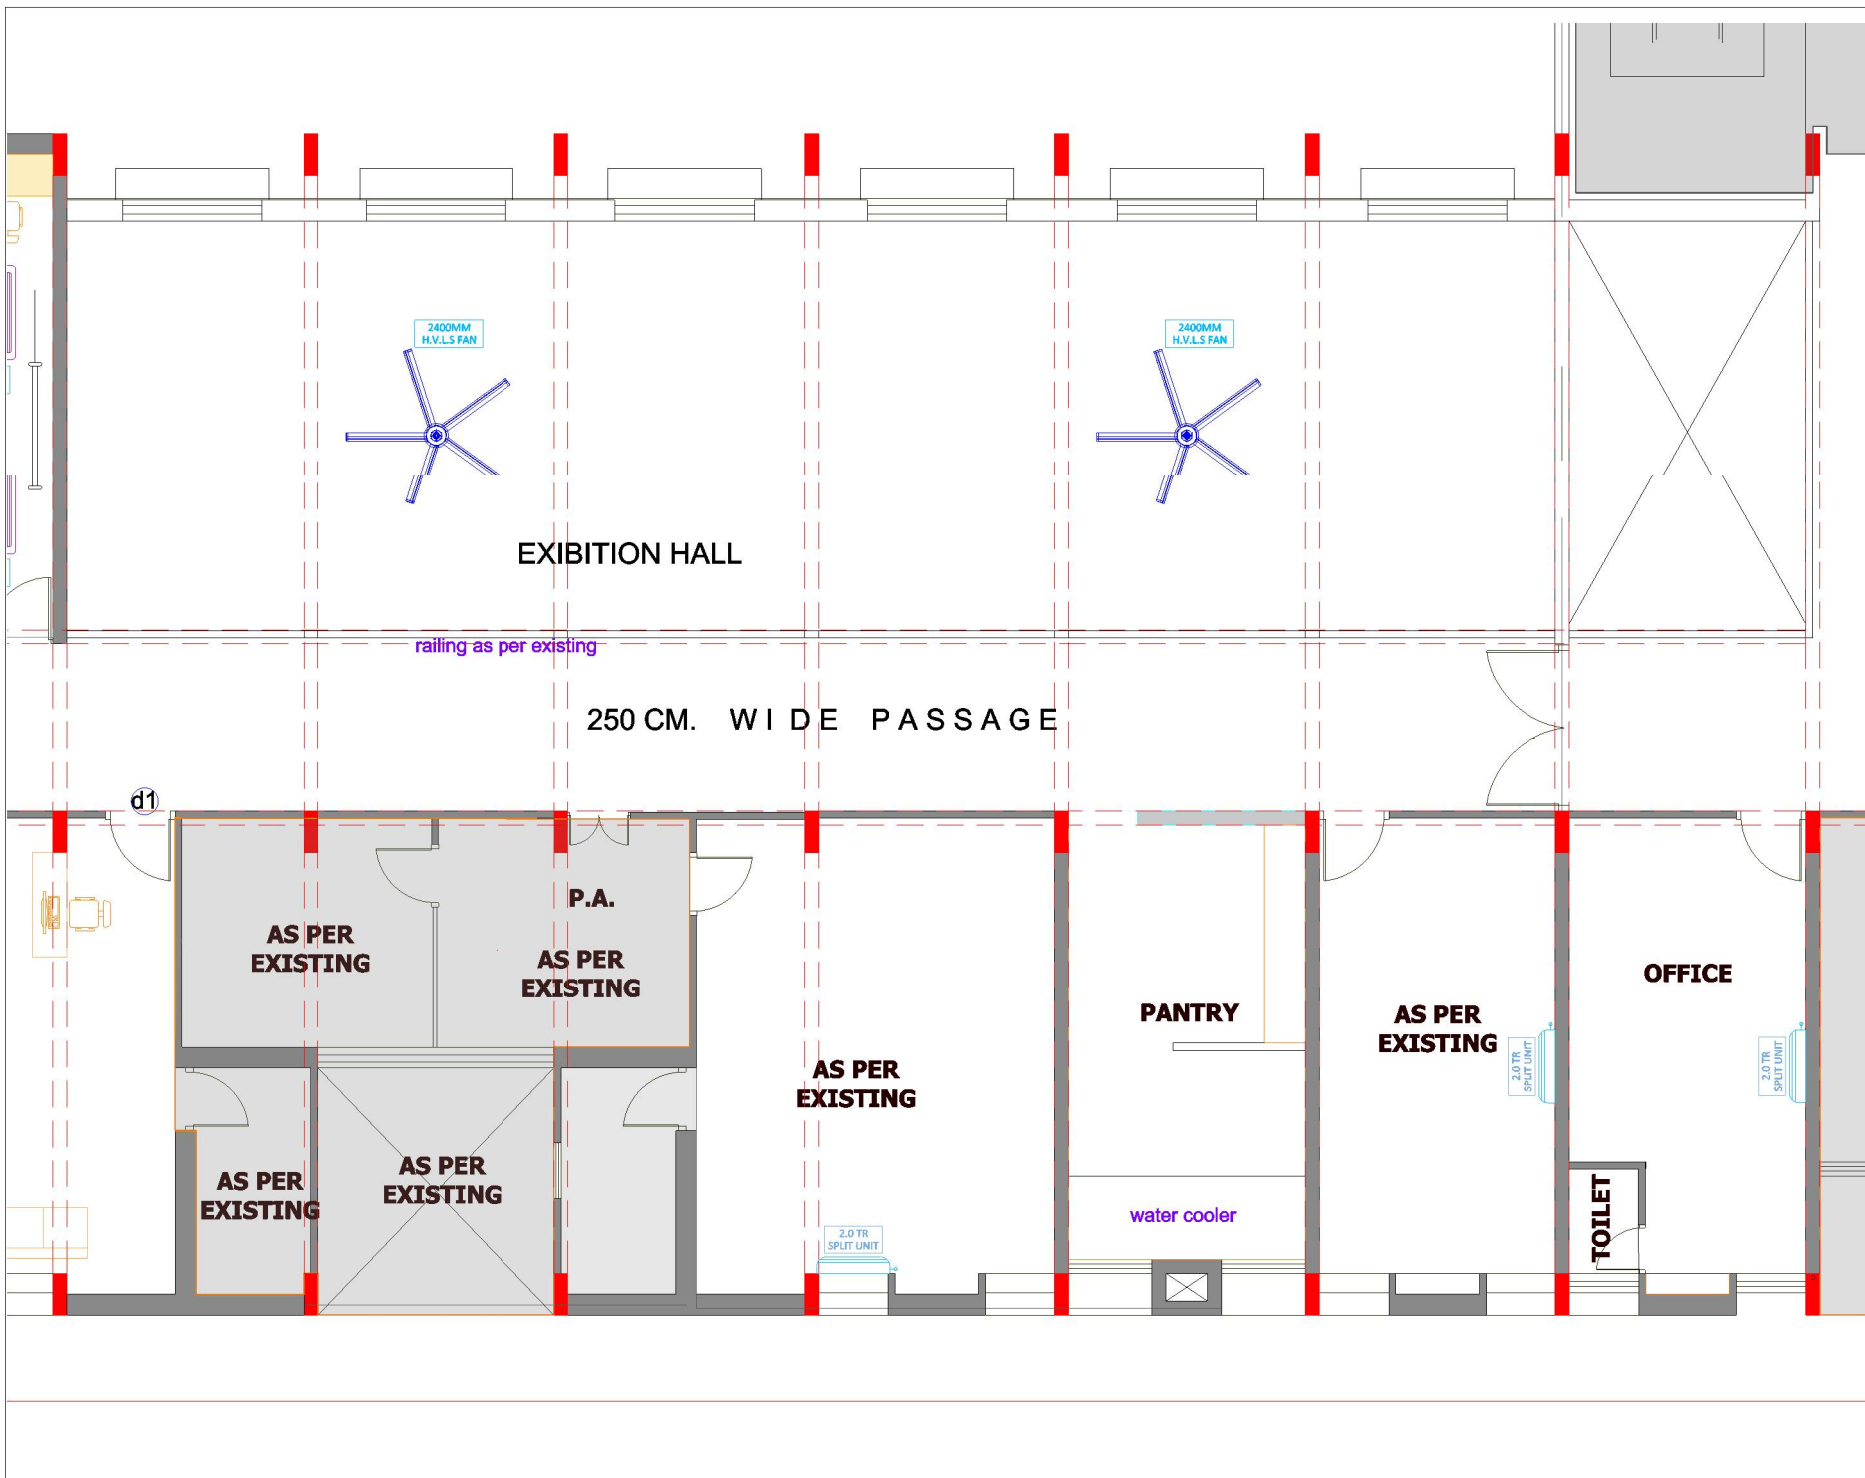 2400MM
H.V.L.S FAN
2400MM
H.V.L.S FAN
EXIBITION HALL
railing as per existing
250 CM. WIDE PASSAGE
d1
P.A.
AS PER
EXISTING
AS PER
EXISTING
OFFICE
PANTRY
AS PER
EXISTING
2.0 TR
SPLIT UNIT
2.0 TR
SPLIT UNIT
AS PER
EXISTING
AS PER
EXISTING
AS PER
EXISTING
water cooler
TOILET
2.0 TR
SPLIT UNIT